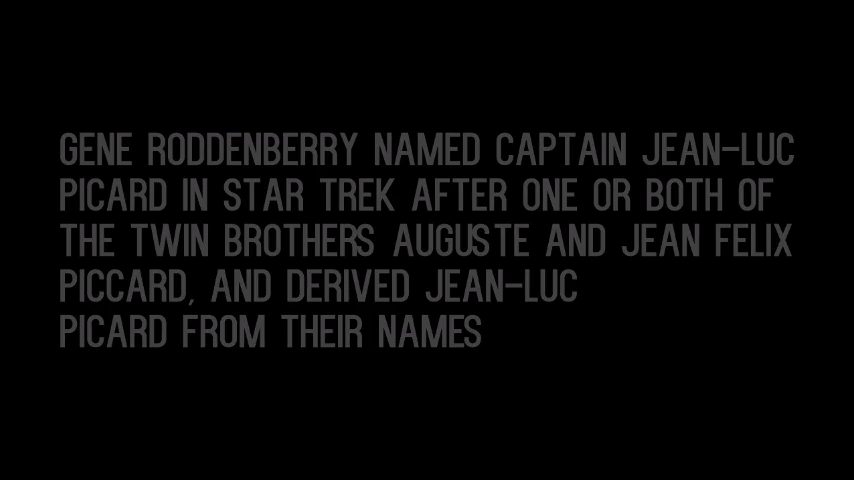 GENE RODDENBERRY NAMED CAPTAIN JEAN-LUC
PICARD IN STAR TREK AFTER ONE OR BOTH OF
THE TWIN BROTHERS AUGUSTE AND JEAN FELIX
PICCARD, AND DERIVED JEAN-LUC
PICARD FROM THEIR NAMES